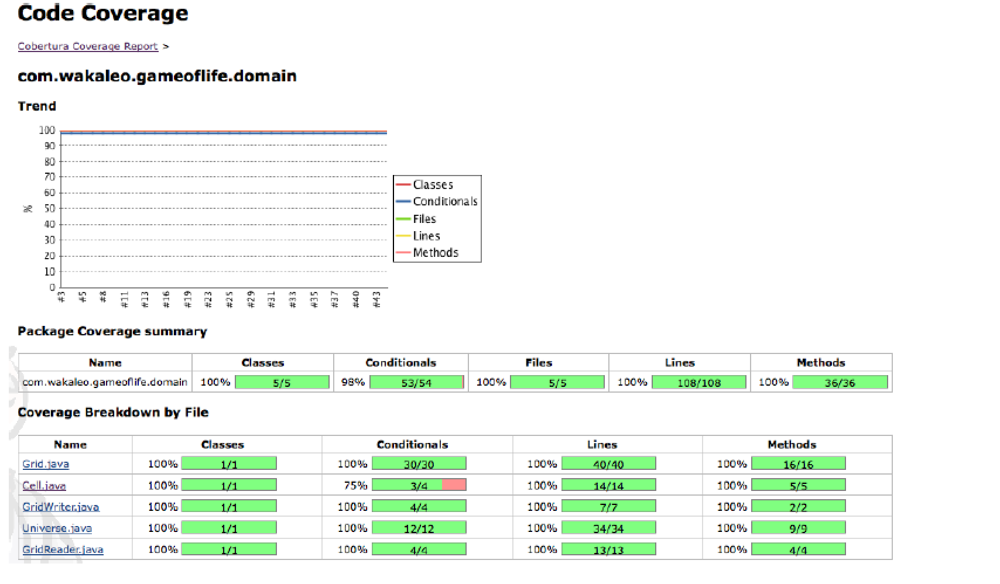 Code Coverage
Cobertura Coverage Report >
com.wakaleo.gameoflife.domain
Trend
100
90
80
70
60
50
40
30
20
10
0
%
#3 #5 #8 #11 #13 #16 #19 #23 #25 #29 #31 #33 #35 #37 #40 #43
Classes
Conditionals
Files
Lines
Methods
Package Coverage summary
Name Classes Conditionals Files Lines Methods
com.wakaleo.gameoflife.domain 100% 5/5 98% 53/54 100% 5/5 100% 108/108 100% 36/36
Coverage Breakdown by File
Name Classes Conditionals Lines Methods
Grid.java 100% 1/1 100% 30/30 100% 40/40 100% 16/16
Cell.java 100% 1/1 75% 3/4 100% 14/14 100% 5/5
GridWriter.java 100% 1/1 100% 4/4 100% 7/7 100% 2/2
Universe.java 100% 1/1 100% 12/12 100% 34/34 100% 9/9
GridReader.java 100% 1/1 100% 4/4 100% 13/13 100% 4/4